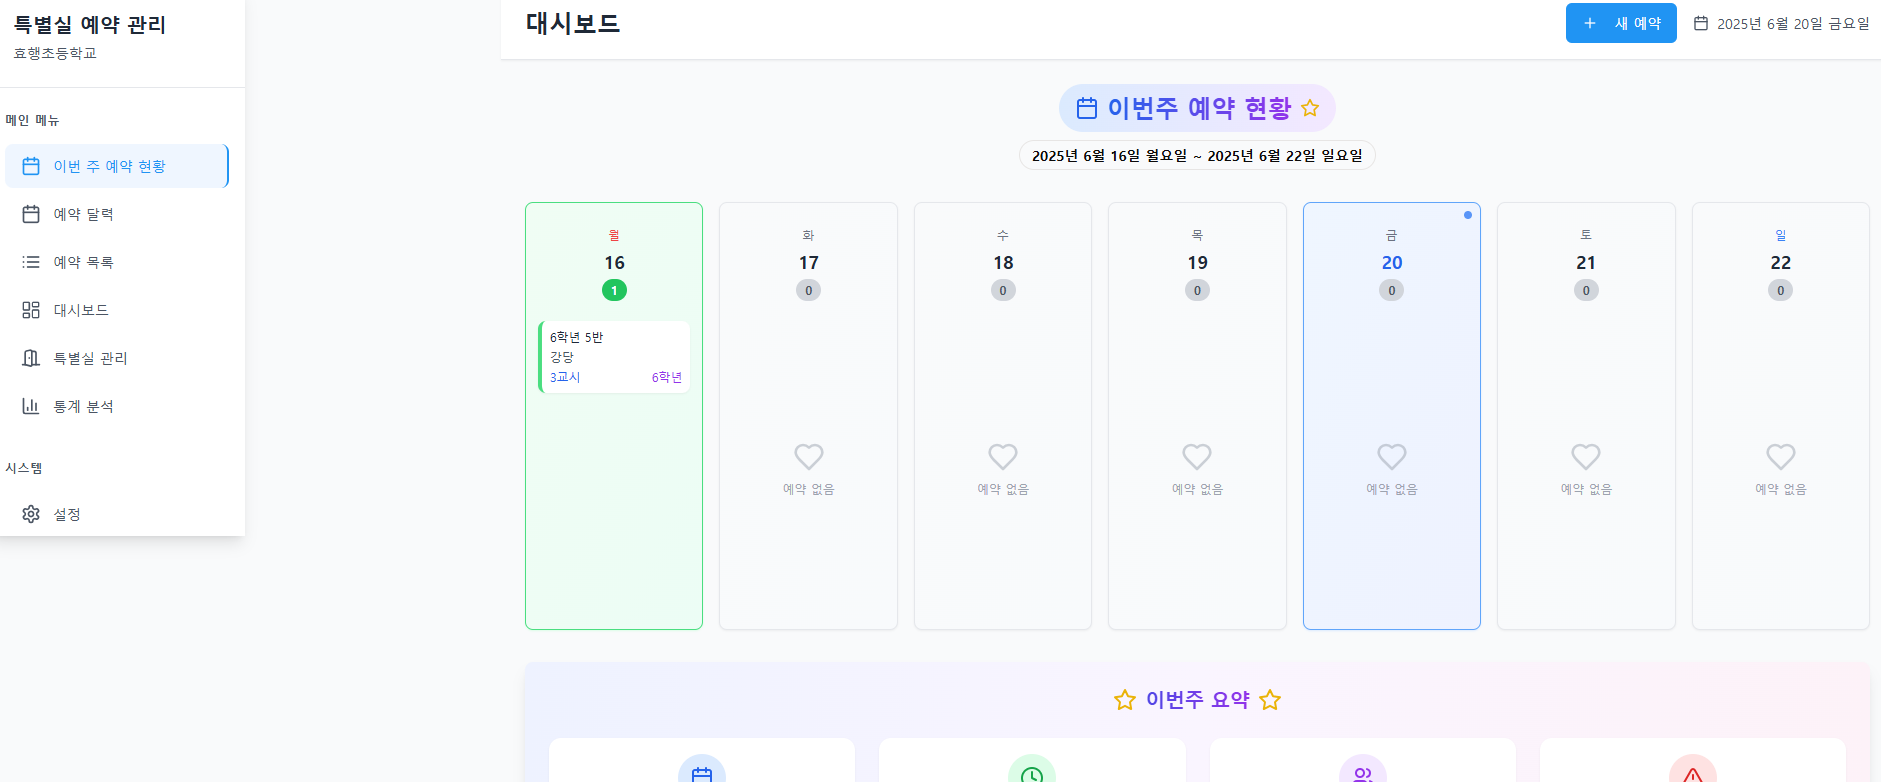 특별실 예약 관리
효행초등학교
메인 메뉴
이번 주 예약 현황
예약 달력
예약 목록
대시보드
특별실 관리
통계 분석
시스템
설정
대시보드
+ 새 예약
2025년 6월 20일 금요일
이번주 예약 현황
2025년 6월 16일 월요일 ~ 2025년 6월 22일 일요일
월
16
1
6학년 5반
강당
3교시 6학년
화
17
0
예약 없음
수
18
0
예약 없음
목
19
0
예약 없음
금
20
0
예약 없음
토
21
0
예약 없음
일
22
0
예약 없음
이번주 요약